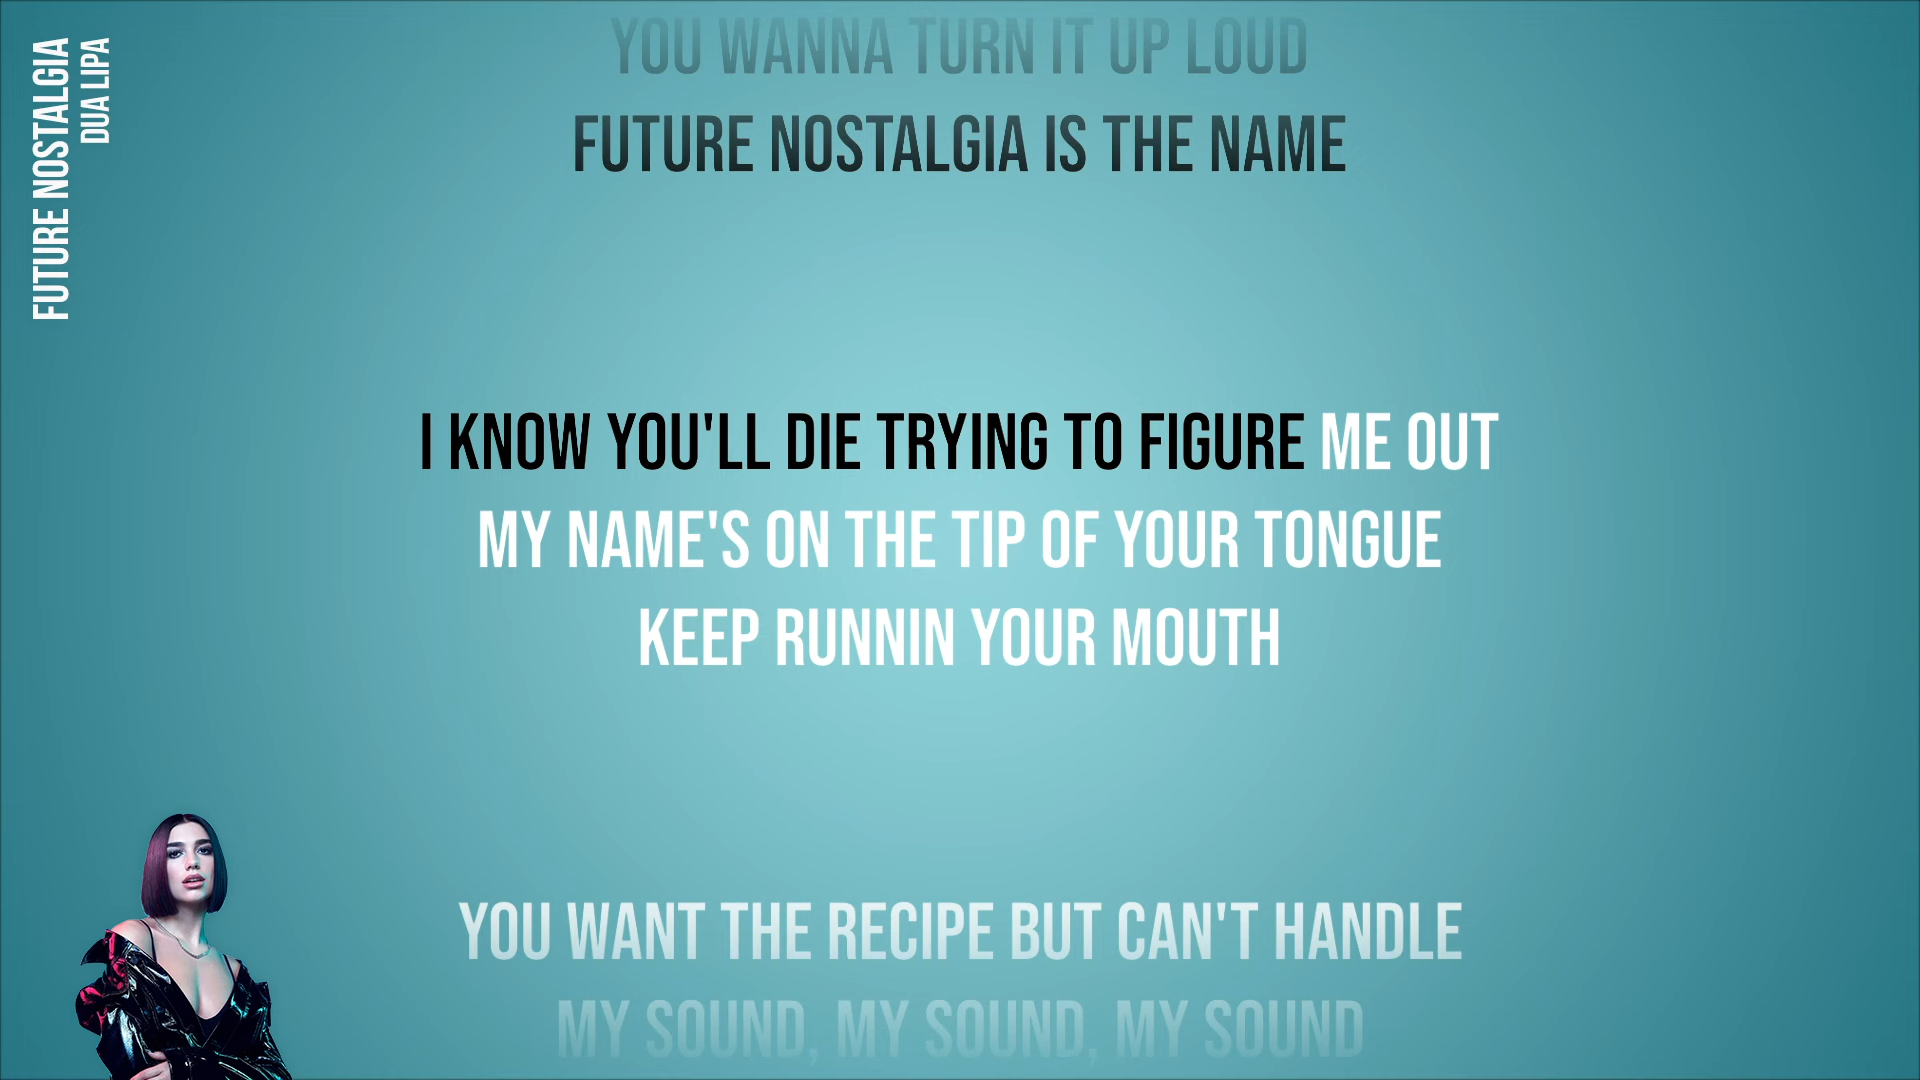 FUTURE NOSTALGIA
DUA LIPA
YOU WANNA TURN IT UP LOUD
FUTURE NOSTALGIA IS THE NAME
I KNOW YOU'LL DIE TRYING TO FIGURE ME OUT
MY NAME'S ON THE TIP OF YOUR TONGUE
KEEP RUNNIN YOUR MOUTH
YOU WANT THE RECIPE BUT CAN'T HANDLE
MY SOUND, MY SOUND, MY SOUND